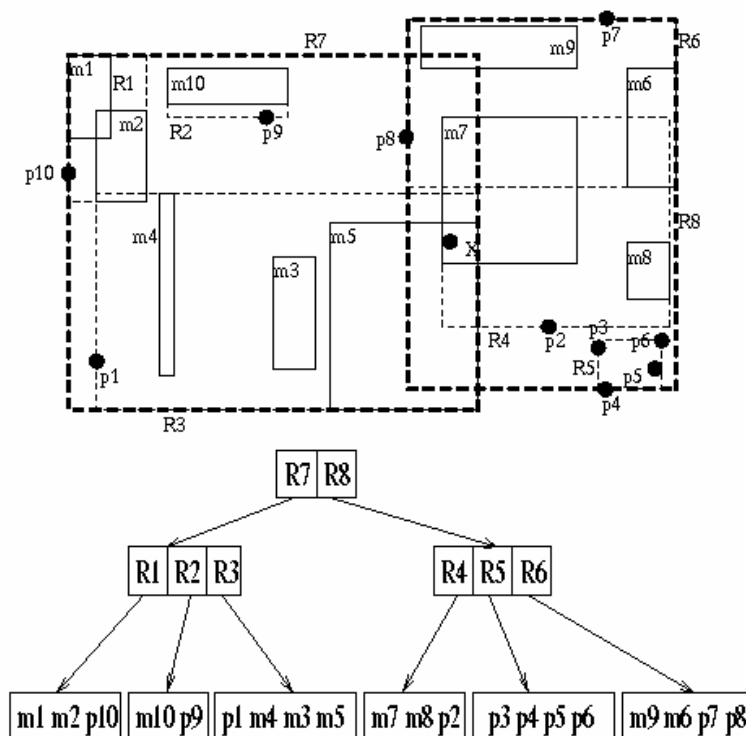 p7
R7
m9
R6
m1
R1
m10
m6
m2
R2
p9
p8
m7
p10
R8
m4
m5
X
m8
m3
R4
p2
p3
p6
R5
p5
p1
p4
R3
R7 R8
R1 R2 R3
R4 R5 R6
m1 m2 p10
m10 p9
p1 m4 m3 m5
m7 m8 p2
p3 p4 p5 p6
m9 m6 p7 p8